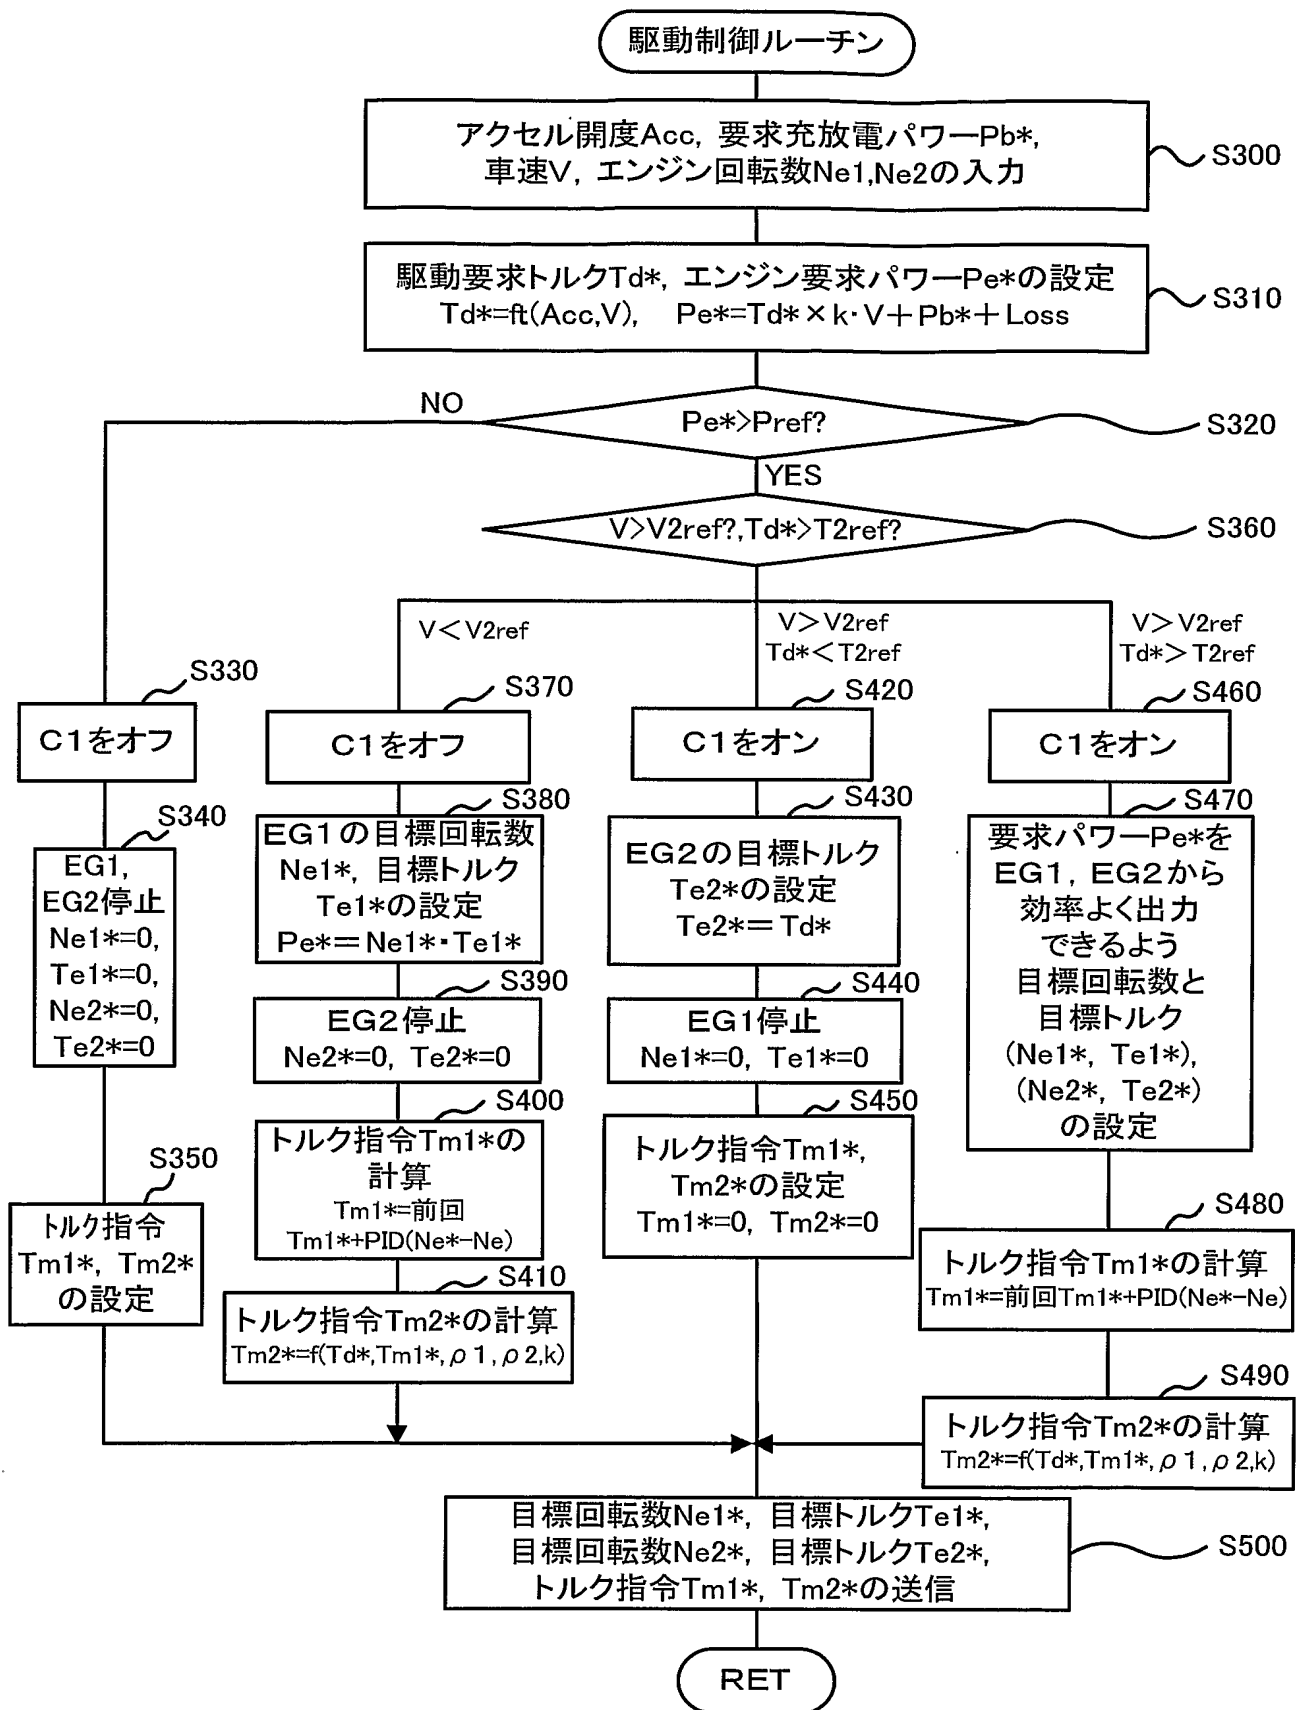 駆動制御ルーチン
アクセル開度Acc, 要求充放電パワーPb*,
車速V, エンジン回転数Ne1,Ne2の入力
S300
駆動要求トルクTd*, エンジン要求パワーPe*の設定
Td*=ft(Acc,V), Pe*=Td*×k・V+Pb*+Loss
S310
NO
Pe*>Pref?
S320
YES
V>V2ref?,Td*>T2ref?
S360
V<V2ref
V>V2ref
Td*<T2ref
V>V2ref
Td*>T2ref
S330
C1をオフ
S340
EG1,
EG2停止
Ne1*=0,
Te1*=0,
Ne2*=0,
Te2*=0
S350
トルク指令
Tm1*, Tm2*
の設定
S370
C1をオフ
S380
EG1の目標回転数
Ne1*, 目標トルク
Te1*の設定
Pe*=Ne1*・Te1*
S390
EG2停止
Ne2*=0, Te2*=0
S400
トルク指令Tm1*の
計算
Tm1*=前回
Tm1*+PID(Ne*-Ne)
S410
トルク指令Tm2*の計算
Tm2*=f(Td*,Tm1*,ρ1,ρ2,k)
S420
C1をオン
S430
EG2の目標トルク
Te2*の設定
Te2*=Td*
S440
EG1停止
Ne1*=0, Te1*=0
S450
トルク指令Tm1*,
Tm2*の設定
Tm1*=0, Tm2*=0
S460
C1をオン
S470
要求パワーPe*を
EG1, EG2から
効率よく出力
できるよう
目標回転数と
目標トルク
(Ne1*, Te1*),
(Ne2*, Te2*)
の設定
S480
トルク指令Tm1*の計算
Tm1*=前回Tm1*+PID(Ne*-Ne)
S490
トルク指令Tm2*の計算
Tm2*=f(Td*,Tm1*,ρ1,ρ2,k)
目標回転数Ne1*, 目標トルクTe1*,
目標回転数Ne2*, 目標トルクTe2*,
トルク指令Tm1*, Tm2*の送信
S500
RET